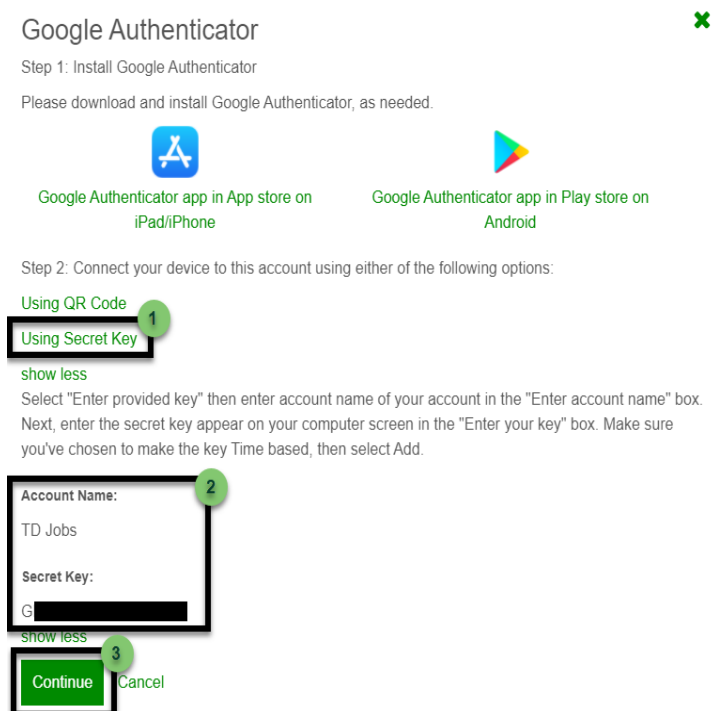 Google Authenticator
Step 1: Install Google Authenticator
Please download and install Google Authenticator, as needed.
Google Authenticator app in App store on
iPad/iPhone
Google Authenticator app in Play store on
Android
Step 2: Connect your device to this account using either of the following options:
Using QR Code
1
Using Secret Key
show less
Select "Enter provided key" then enter account name of your account in the "Enter account name" box.
Next, enter the secret key appear on your computer screen in the "Enter your key" box. Make sure
you've chosen to make the key Time based, then select Add.
2
Account Name:
TD Jobs
Secret Key:
G
show less
3
Continue Cancel